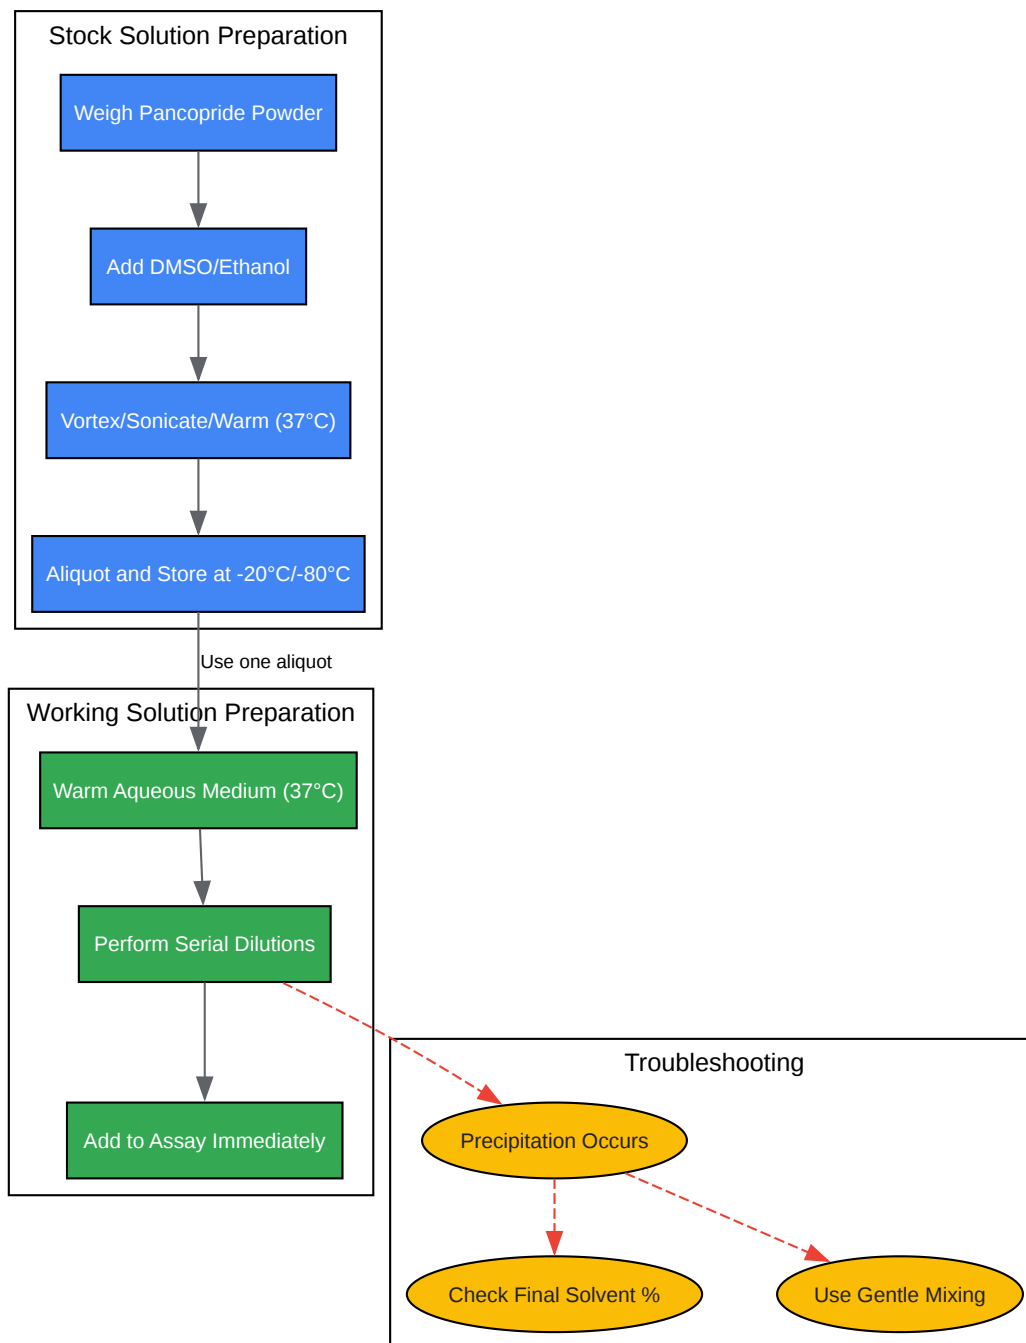 Stock Solution Preparation
Weigh Pancopride Powder
Add DMSO/Ethanol
Vortex/Sonicate/Warm (37°C)
Aliquot and Store at -20°C/-80°C
Use one aliquot
Working Solution Preparation
Warm Aqueous Medium (37°C)
Perform Serial Dilutions
Add to Assay Immediately
Troubleshooting
Precipitation Occurs
Check Final Solvent %
Use Gentle Mixing